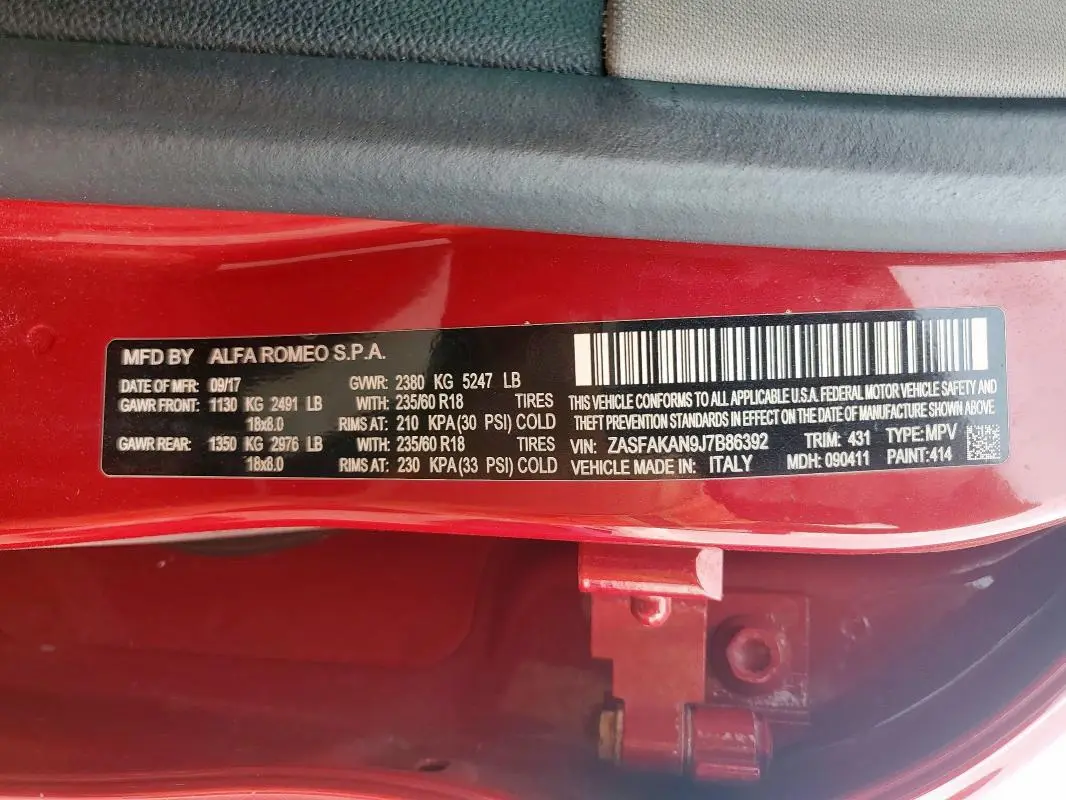 MFD BY ALFA ROMEO S.P.A.
DATE OF MFR: 09/17 GVWR: 2380 KG 5247 LB
GAWR FRONT: 1130 KG 2491 LB WITH: 235/60 R18 TIRES
18x8.0 RIMS AT: 210 KPA(30 PSI) COLD
GAWR REAR: 1350 KG 2976 LB WITH: 235/60 R18 TIRES
18x8.0 RIMS AT: 230 KPA(33 PSI) COLD
THIS VEHICLE CONFORMS TO ALL APPLICABLE U.S.A. FEDERAL MOTOR VEHICLE SAFETY AND
THEFT PREVENTION STANDARDS IN EFFECT ON THE DATE OF MANUFACTURE SHOWN ABOVE
VIN: ZASFAKAN9J7B86392 TRIM: 431 TYPE: MPV
VEHICLE MADE IN: ITALY MDH: 090411 PAINT: 414